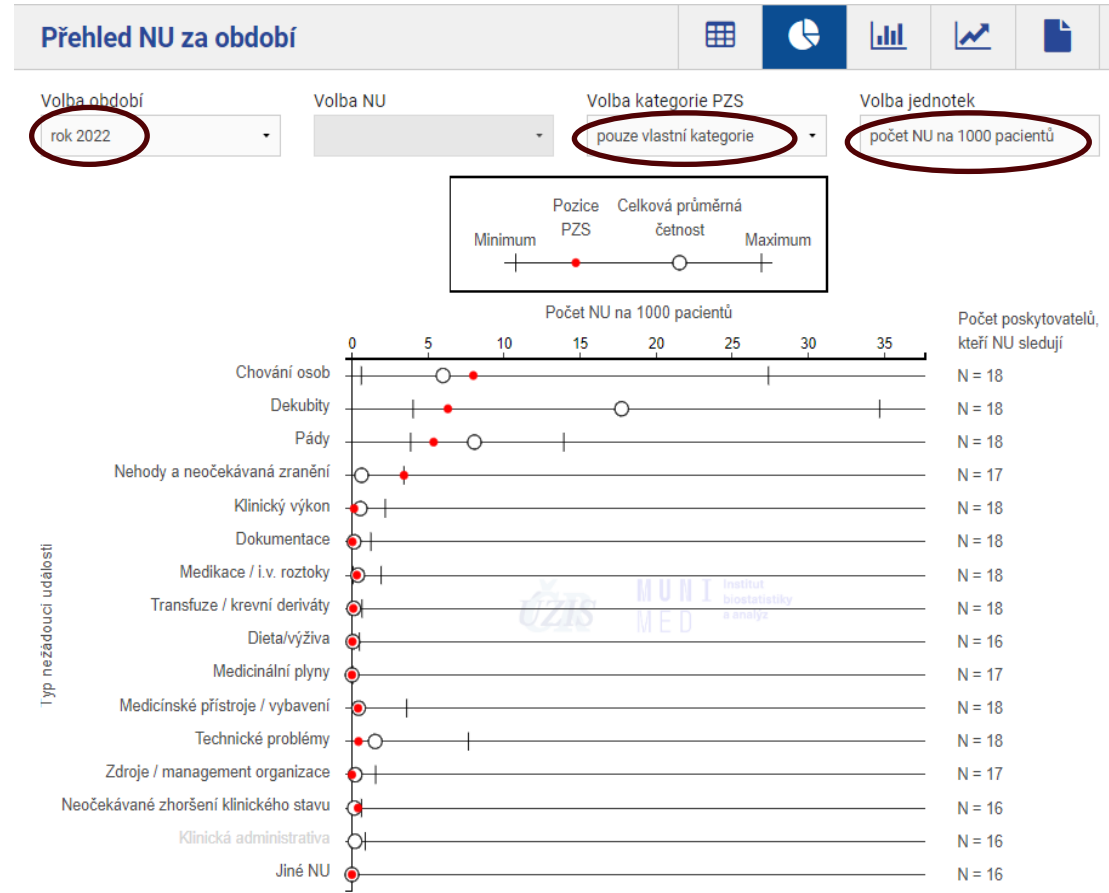 Přehled NU za období
Volba období
Volba NU
Volba kategorie PZS
Volba jednotek
rok 2022
pouze vlastní kategorie
počet NU na 1000 pacientů
Pozice PZS
Celková průměrná četnost
Minimum
Maximum
Počet NU na 1000 pacientů
Počet poskytovatelů,
kteří NU sledují
0 5 10 15 20 25 30 35
Typ nežádoucí události
Chování osob N = 18
Dekubity N = 18
Pády N = 18
Nehody a neočekávaná zranění N = 17
Klinický výkon N = 18
Dokumentace N = 18
Medikace / i.v. roztoky N = 18
Transfuze / krevní deriváty N = 18
Dieta/výživa N = 16
Medicinální plyny N = 17
Medicínské přístroje / vybavení N = 18
Technické problémy N = 18
Zdroje / management organizace N = 17
Neočekávané zhoršení klinického stavu N = 16
Klinická administrativa N = 16
Jiné NU N = 16
ÚZIS
MUNI
MED
Institut
biostatistiky
a analýz